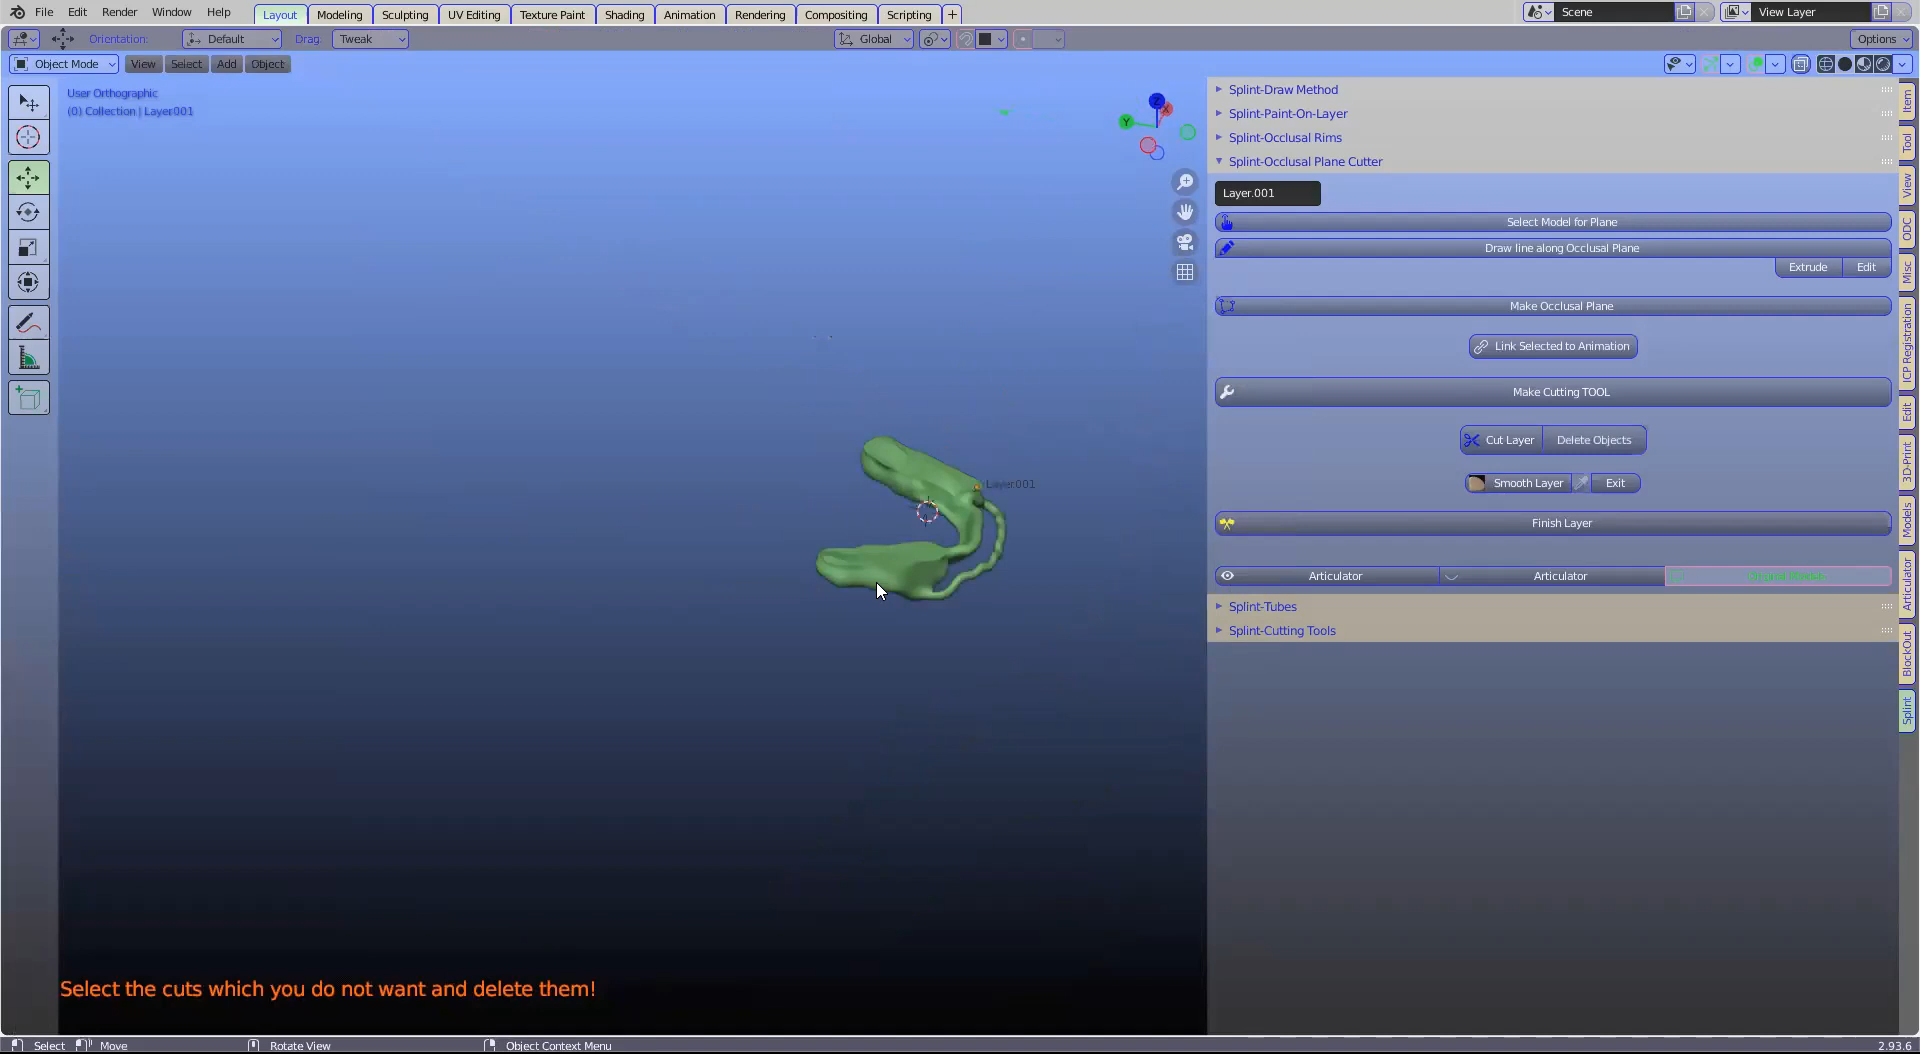 File Edit Render Window Help Layout Modeling Sculpting UV Editing Texture Paint Shading Animation Rendering Compositing Scripting + Scene View Layer
Orientation: Default Drag: Tweak Global Options
Object Mode View Select Add Object
User Orthographic
(0) Collection | Layer.001
Z
X
Y
Layer.001
Select the cuts which you do not want and delete them!
Splint-Draw Method
Splint-Paint-On-Layer
Splint-Occlusal Rims
Splint-Occlusal Plane Cutter
Layer.001
Select Model for Plane
Draw line along Occlusal Plane
Extrude Edit
Make Occlusal Plane
Link Selected to Animation
Make Cutting TOOL
Cut Layer Delete Objects
Smooth Layer Exit
Finish Layer
Articulator Articulator
Splint-Tubes
Splint-Cutting Tools
Item
Tool
View
ODC
Misc
ICP Registration
Edit
3D-Print
Models
Articulator
BlockOut
Splint
Select Move Rotate View Object Context Menu 2.93.6